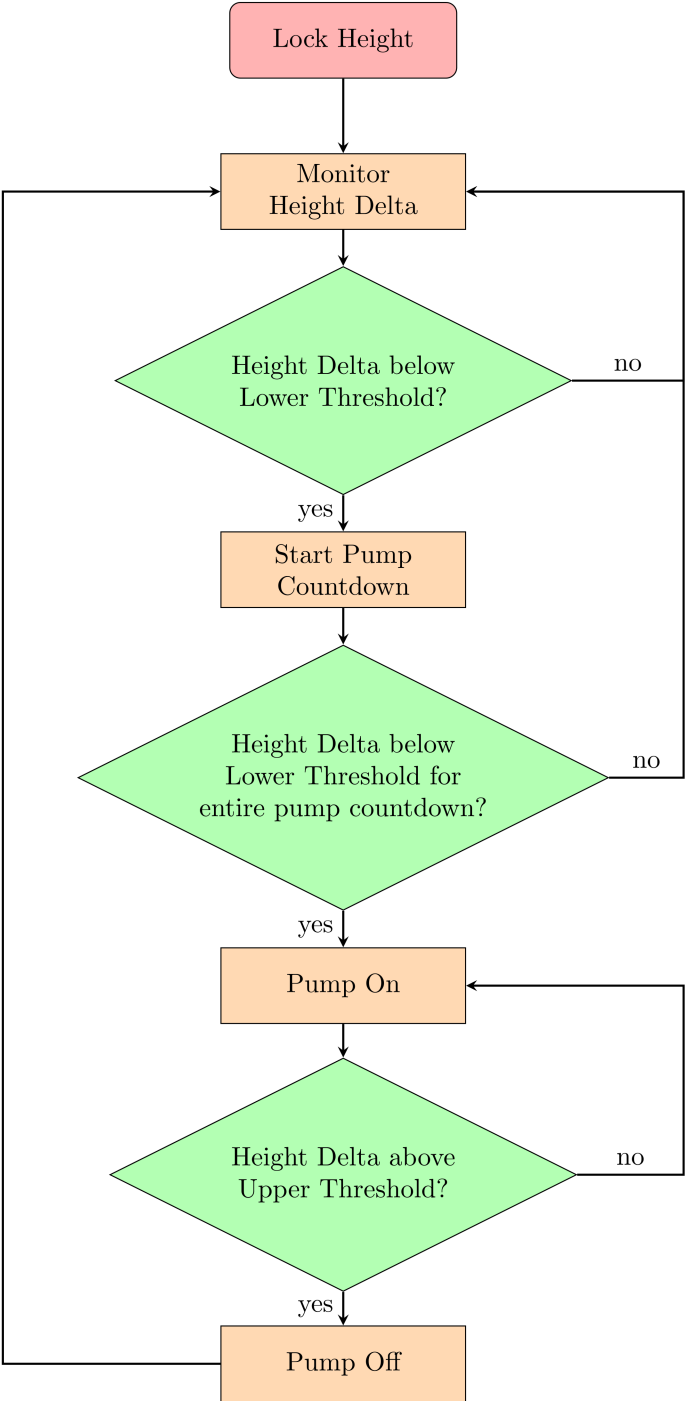 Lock Height
Monitor
Height Delta
Height Delta below
Lower Threshold?
no
yes
Start Pump
Countdown
Height Delta below
Lower Threshold for
entire pump countdown?
no
yes
Pump On
Height Delta above
Upper Threshold?
no
yes
Pump Off